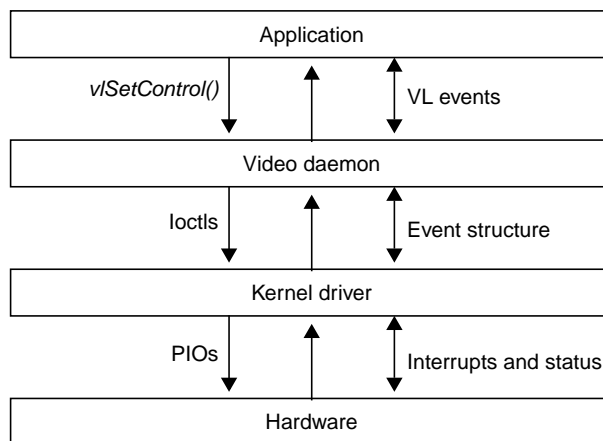 Application
vlSetControl()
VL events
Video daemon
Ioctls
Event structure
Kernel driver
PIOs
Interrupts and status
Hardware